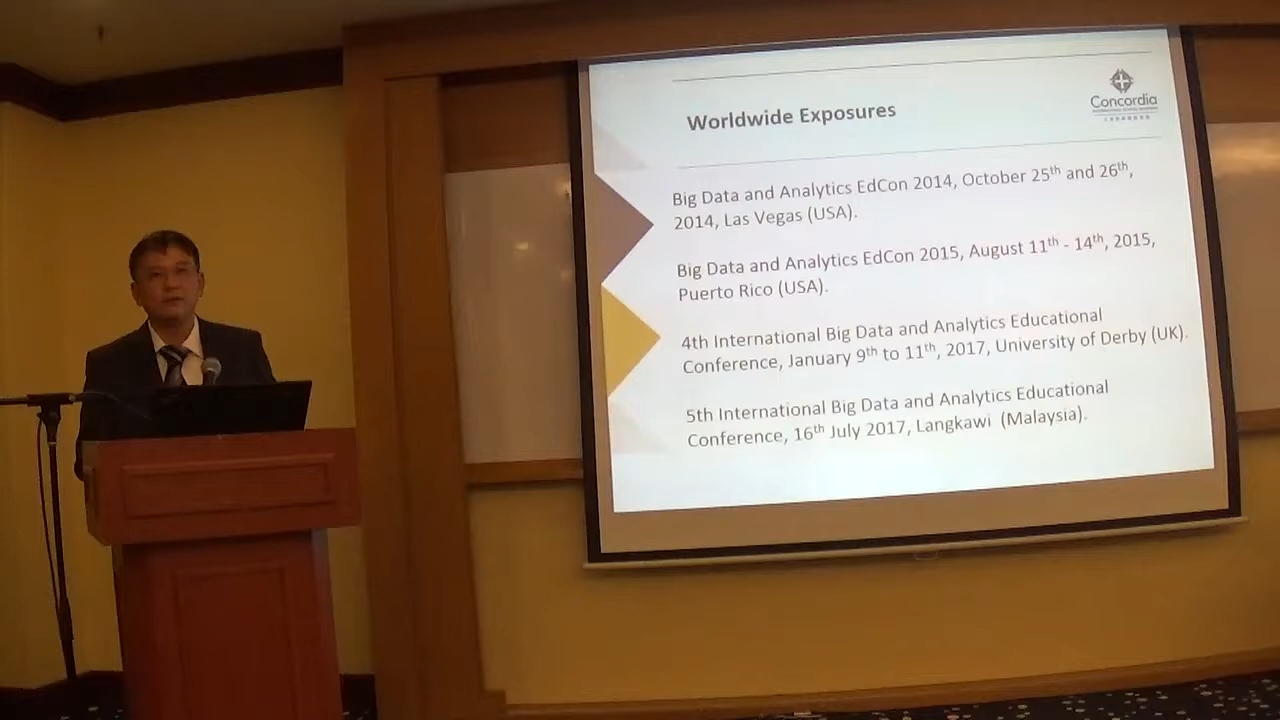 Worldwide Exposures
Concordia
Big Data and Analytics EdCon 2014, October 25th and 26th,
2014, Las Vegas (USA).
Big Data and Analytics EdCon 2015, August 11th - 14th, 2015,
Puerto Rico (USA).
4th International Big Data and Analytics Educational
Conference, January 9th to 11th, 2017, University of Derby (UK).
5th International Big Data and Analytics Educational
Conference, 16th July 2017, Langkawi (Malaysia).